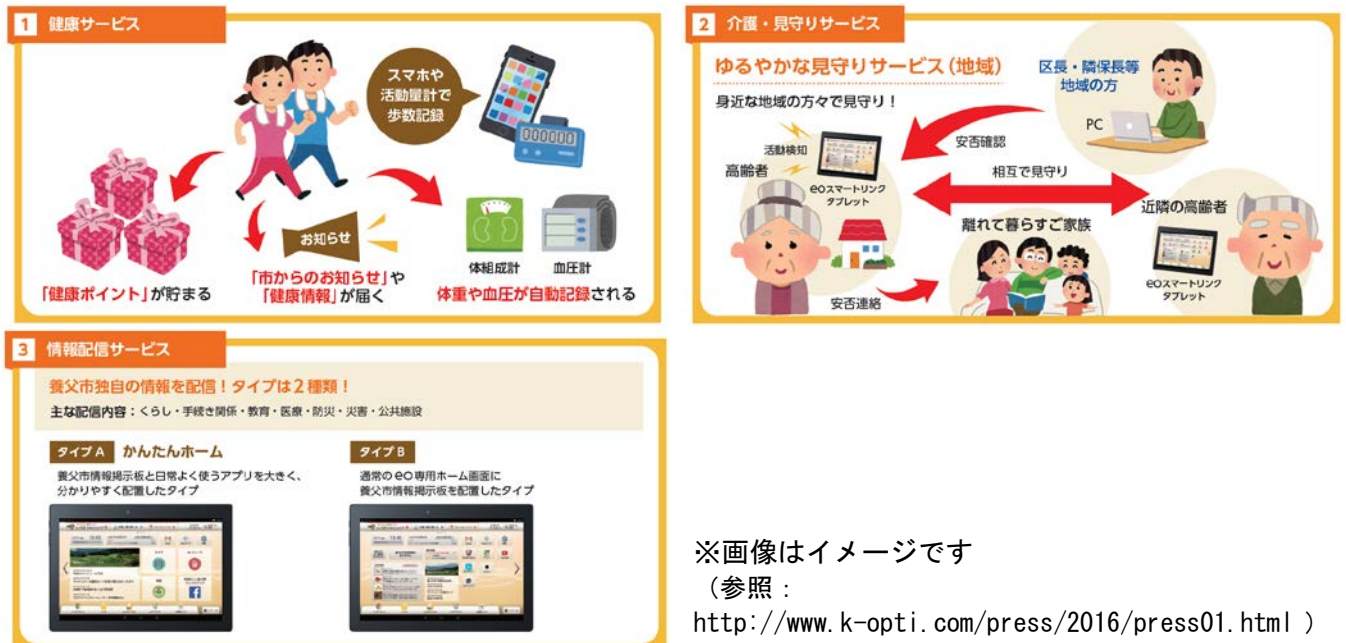 1 健康サービス
スマホや
活動量計で
歩数記録
「健康ポイント」が貯まる
お知らせ
「市からのお知らせ」や
「健康情報」が届く
体組成計
血圧計
体重や血圧が自動記録される
2 介護・見守りサービス
ゆるやかな見守りサービス（地域）
身近な地域の方々で見守り！
区長・隣保長等
地域の方
PC
安否確認
活動検知
高齢者
eoスマートリンク
タブレット
相互で見守り
近隣の高齢者
eoスマートリンク
タブレット
離れて暮らすご家族
安否連絡
3 情報配信サービス
養父市独自の情報を配信！タイプは2種類！
主な配信内容：くらし・手続き関係・教育・医療・防災・災害・公共施設
タイプA かんたんホーム
養父市情報掲示板と日常よく使うアプリを大きく、
分かりやすく配置したタイプ
タイプB
通常のeo専用ホーム画面に
養父市情報掲示板を配置したタイプ
※画像はイメージです
（参照：
http://www.k-opti.com/press/2016/press01.html ）